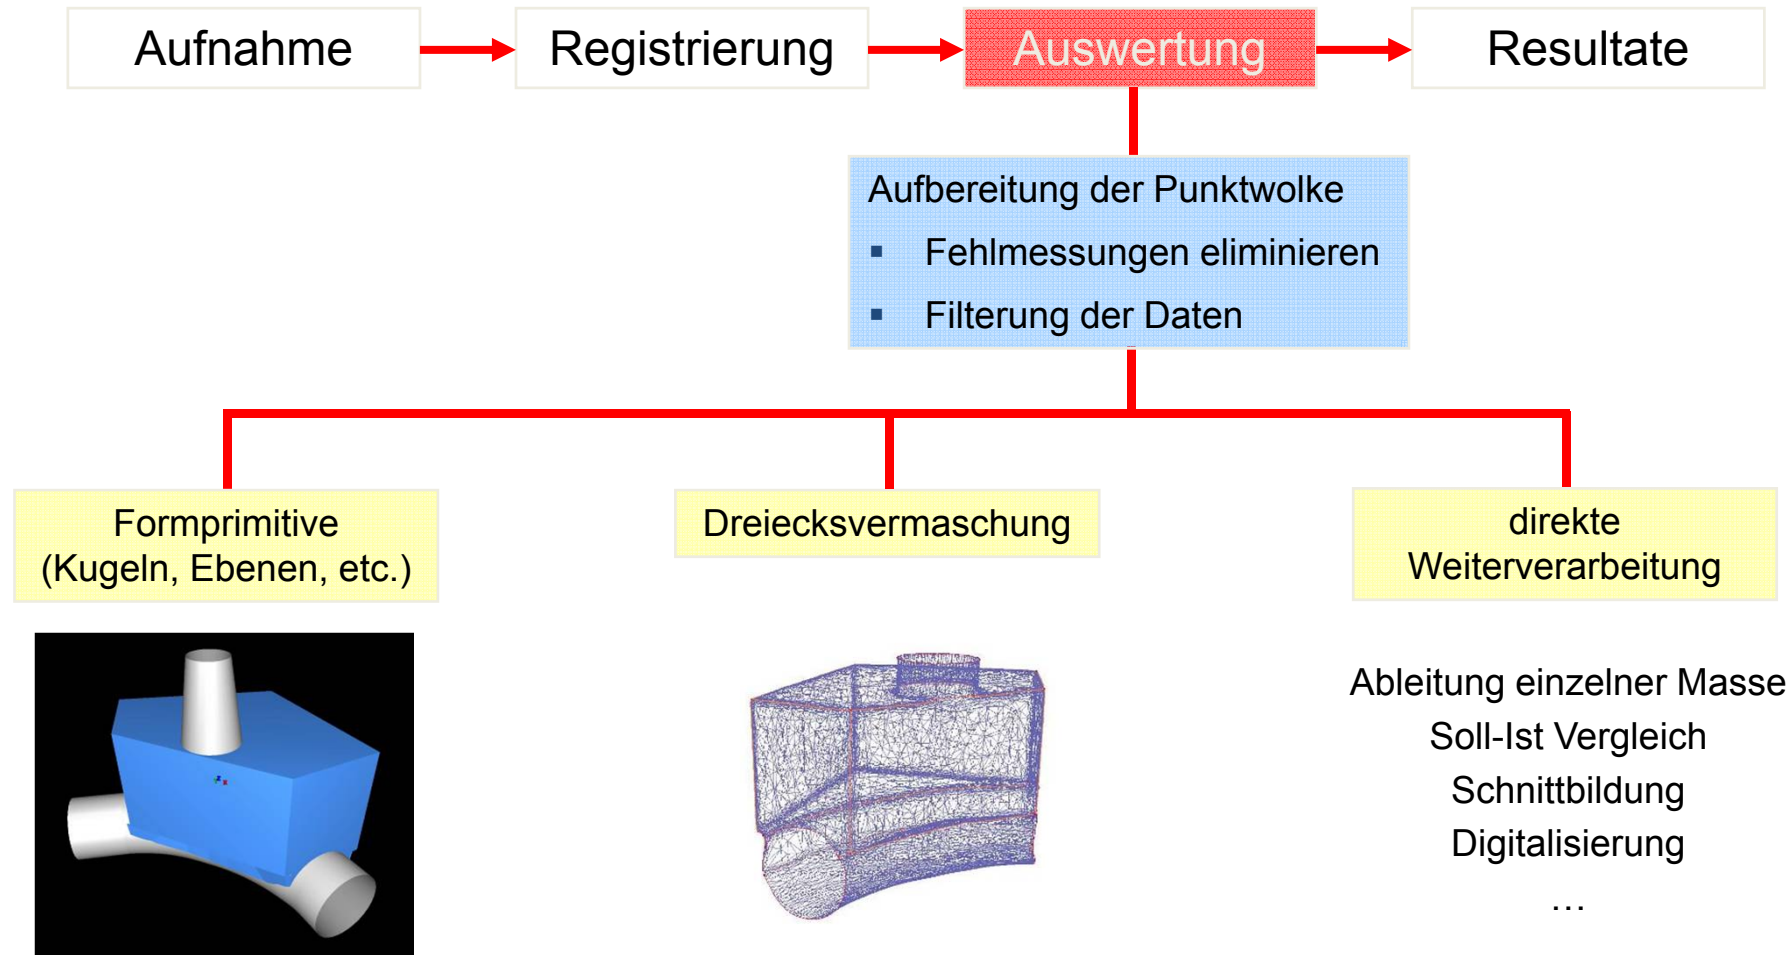 Aufnahme
Registrierung
Auswertung
Resultate
Aufbereitung der Punktwolke
▪ Fehlmessungen eliminieren
▪ Filterung der Daten
Formprimitive
(Kugeln, Ebenen, etc.)
Dreiecksvermaschung
direkte
Weiterverarbeitung
Ableitung einzelner Masse
Soll-Ist Vergleich
Schnittbildung
Digitalisierung
…